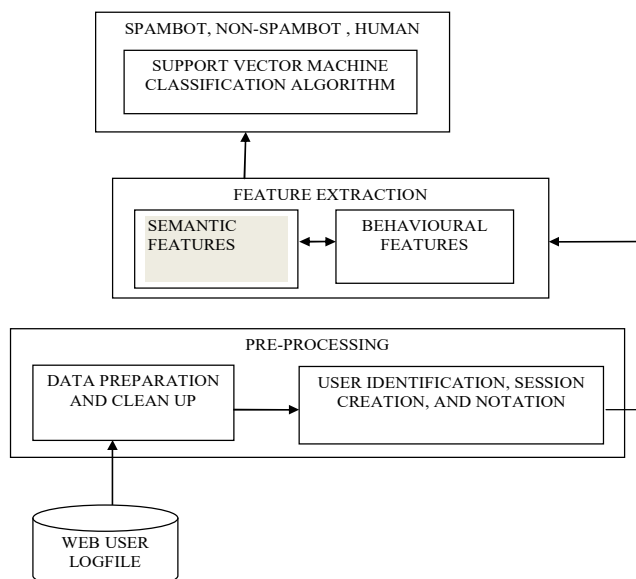 SPAMBOT, NON-SPAMBOT , HUMAN
SUPPORT VECTOR MACHINE
CLASSIFICATION ALGORITHM
FEATURE EXTRACTION
SEMANTIC
FEATURES
BEHAVIOURAL
FEATURES
PRE-PROCESSING
DATA PREPARATION
AND CLEAN UP
USER IDENTIFICATION, SESSION
CREATION, AND NOTATION
WEB USER
LOGFILE